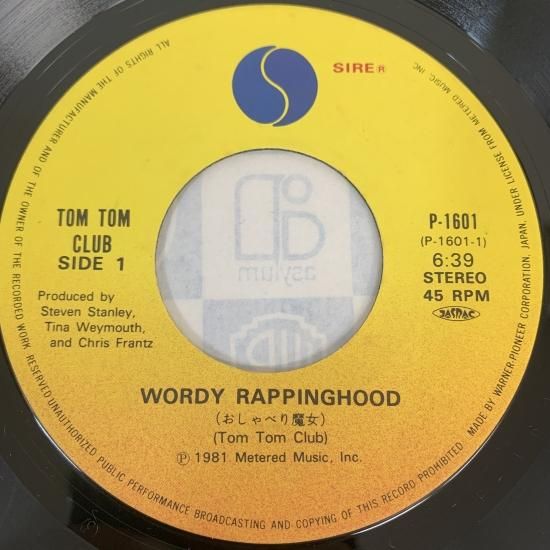 SIRE®
TOM TOM
CLUB
SIDE 1
Produced by
Steven Stanley,
Tina Weymouth,
and Chris Frantz
P-1601
(P-1601-1)
6:39
STEREO
45 RPM
JASRAC
asylum
WORDY RAPPINGHOOD
(おしゃべり魔女)
(Tom Tom Club)
Ⓟ 1981 Metered Music, Inc.
ALL RIGHTS OF THE MANUFACTURER AND OF THE OWNER OF THE RECORDED WORK RESERVED UNAUTHORIZED PUBLIC PERFORMANCE BROADCASTING AND COPYING OF THIS RECORD PROHIBITED.
MADE BY WARNER-PIONEER CORPORATION, JAPAN, UNDER LICENSE FROM METERED MUSIC, INC.